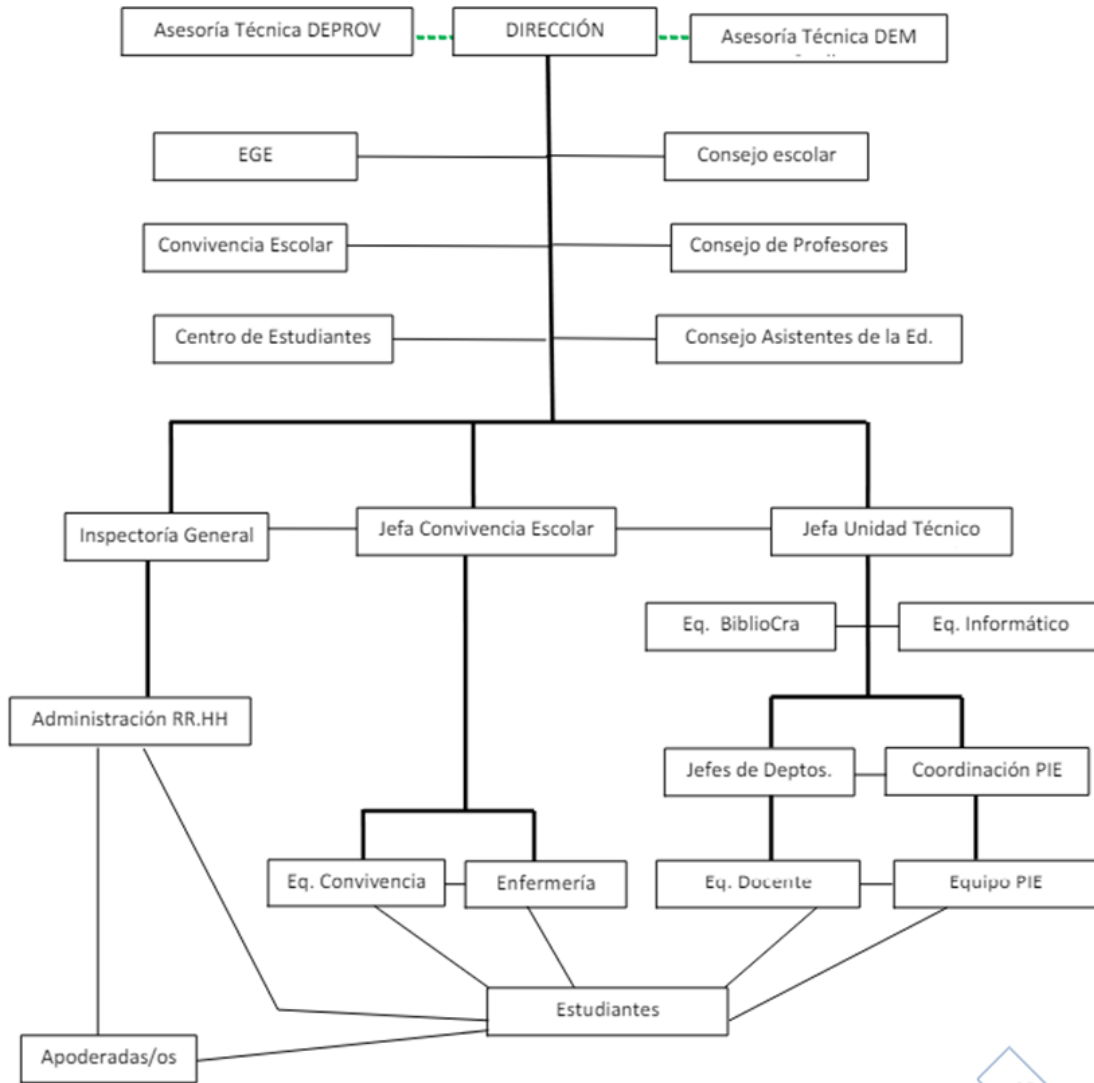 Asesoría Técnica DEPROV
DIRECCIÓN
Asesoría Técnica DEM
EGE
Consejo escolar
Convivencia Escolar
Consejo de Profesores
Centro de Estudiantes
Consejo Asistentes de la Ed.
Inspectoría General
Jefa Convivencia Escolar
Jefa Unidad Técnico
Eq. BiblioCra
Eq. Informático
Administración RR.HH
Jefes de Deptos.
Coordinación PIE
Eq. Convivencia
Enfermería
Eq. Docente
Equipo PIE
Estudiantes
Apoderadas/os